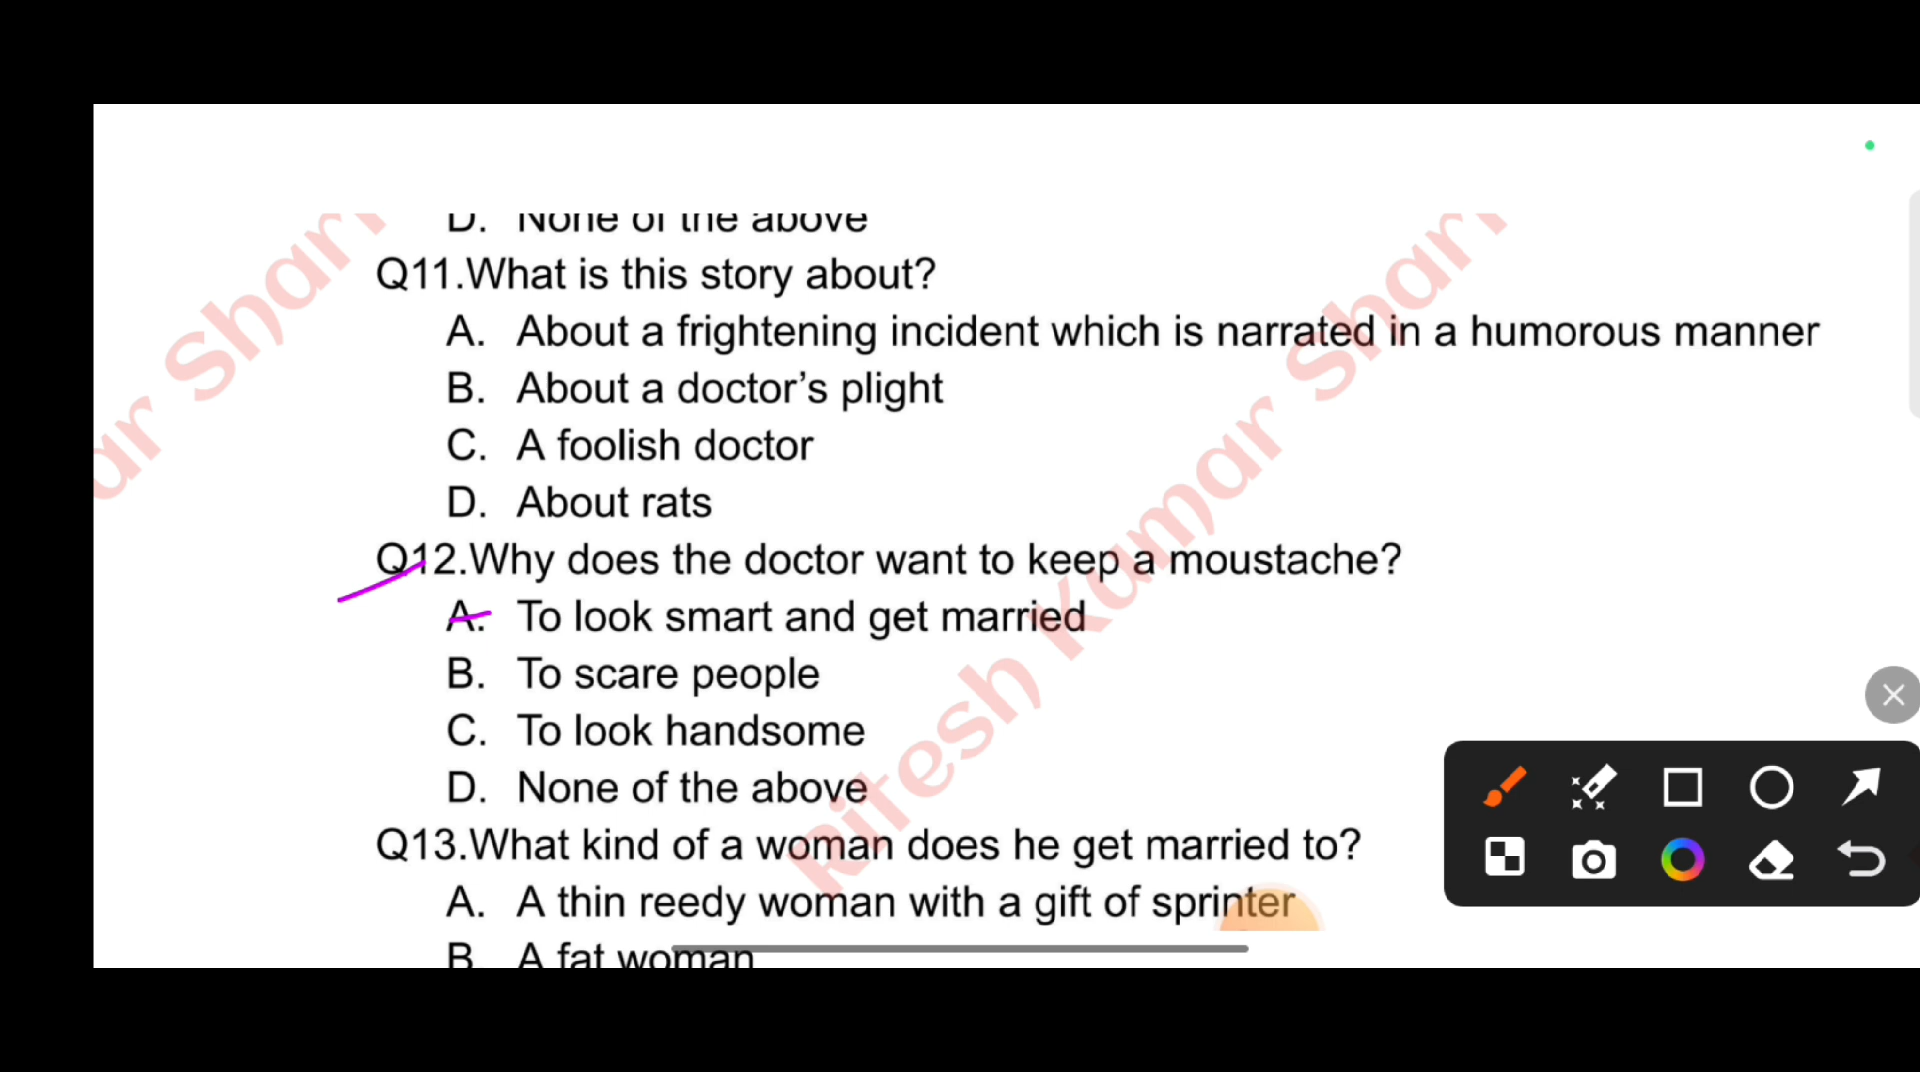 D. None of the above
Q11.What is this story about?
A. About a frightening incident which is narrated in a humorous manner
B. About a doctor’s plight
C. A foolish doctor
D. About rats
Q12.Why does the doctor want to keep a moustache?
A. To look smart and get married
B. To scare people
C. To look handsome
D. None of the above
Q13.What kind of a woman does he get married to?
A. A thin reedy woman with a gift of sprinter
B. A fat woman
ar Shar
Ritesh Kumar Shar